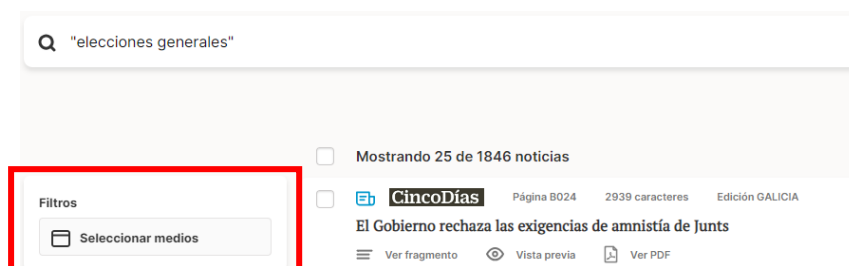 "elecciones generales"
Mostrando 25 de 1846 noticias
Filtros
Seleccionar medios
CincoDías Página B024 2939 caracteres Edición GALICIA
El Gobierno rechaza las exigencias de amnistía de Junts
Ver fragmento Vista previa Ver PDF